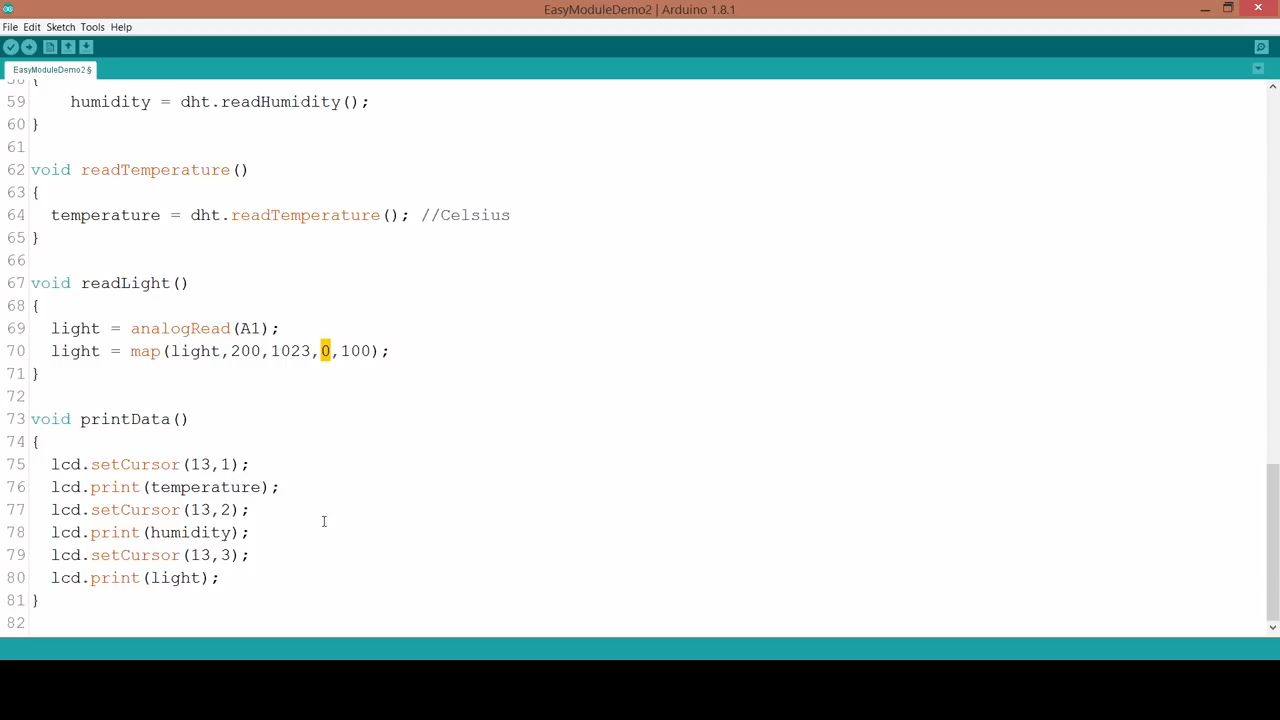 EasyModuleDemo2 | Arduino 1.8.1
File Edit Sketch Tools Help
EasyModuleDemo2 §
58 {
59 humidity = dht.readHumidity();
60 }
61
62 void readTemperature()
63 {
64 temperature = dht.readTemperature(); //Celsius
65 }
66
67 void readLight()
68 {
69 light = analogRead(A1);
70 light = map(light,200,1023,0,100);
71 }
72
73 void printData()
74 {
75 lcd.setCursor(13,1);
76 lcd.print(temperature);
77 lcd.setCursor(13,2);
78 lcd.print(humidity);
79 lcd.setCursor(13,3);
80 lcd.print(light);
81 }
82